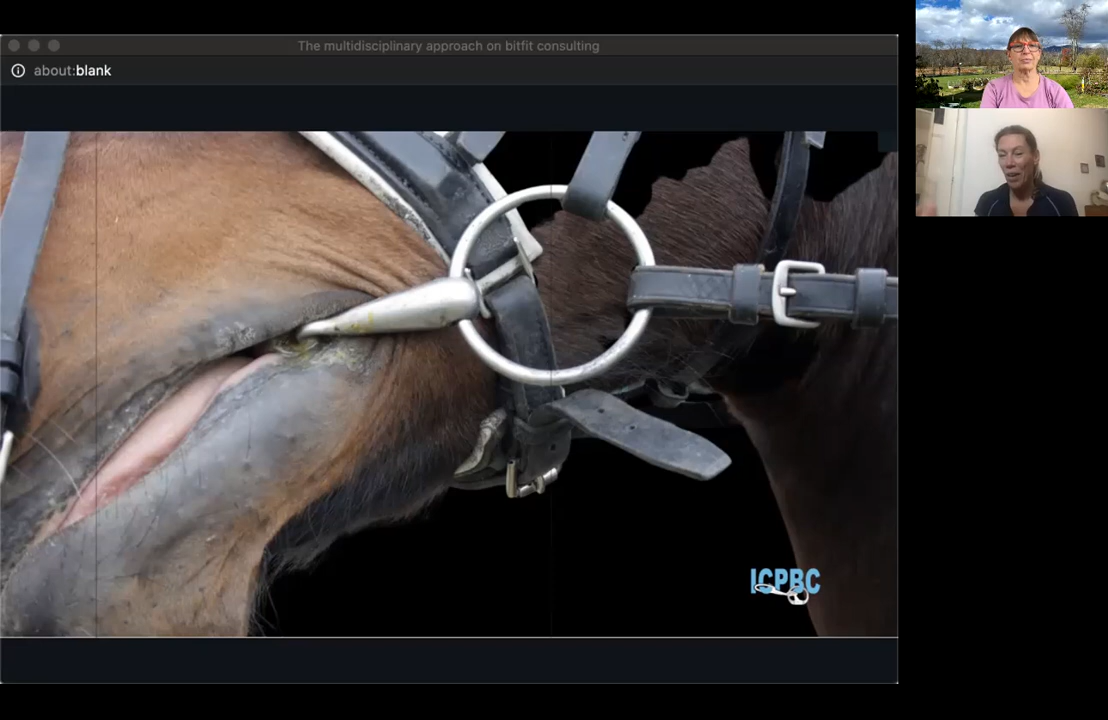 The multidisciplinary approach on bitfit consulting
about:blank
ICPBC